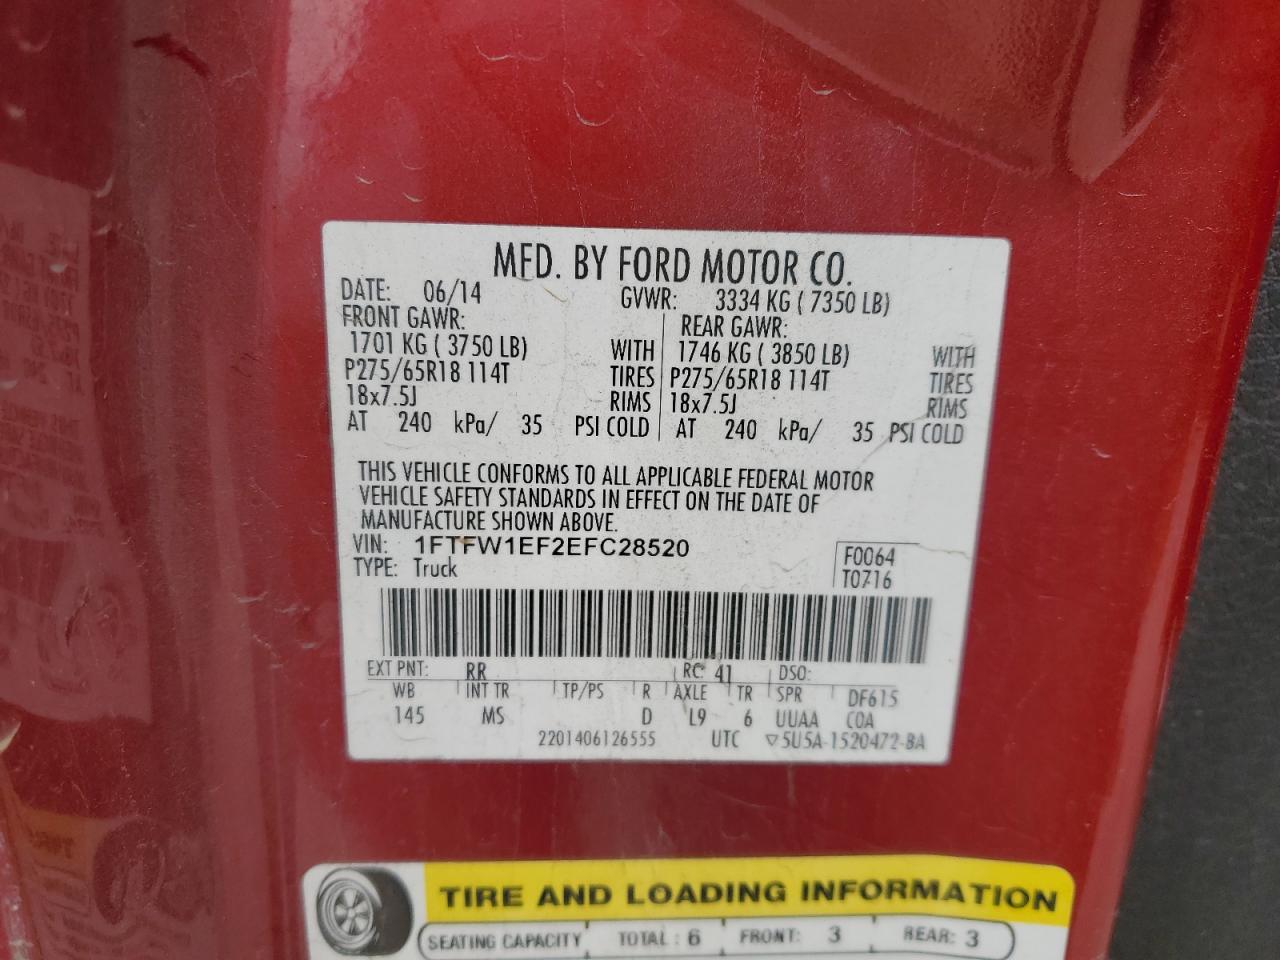 MFD. BY FORD MOTOR CO.
DATE: 06/14 GVWR: 3334 KG ( 7350 LB)
FRONT GAWR: REAR GAWR:
1701 KG ( 3750 LB) WITH 1746 KG ( 3850 LB) WITH
P275/65R18 114T TIRES P275/65R18 114T TIRES
18x7.5J RIMS 18x7.5J RIMS
AT 240 kPa/ 35 PSI COLD AT 240 kPa/ 35 PSI COLD
THIS VEHICLE CONFORMS TO ALL APPLICABLE FEDERAL MOTOR
VEHICLE SAFETY STANDARDS IN EFFECT ON THE DATE OF
MANUFACTURE SHOWN ABOVE.
VIN: 1FTFW1EF2EFC28520 F0064
TYPE: Truck T0716
EXT PNT: RR RC: 41 DSO:
WB INT TR TP/PS R AXLE TR SPR DF615
145 MS D L9 6 UUAA COA
2201406126555 UTC ▽5U5A-1520472-BA
TIRE AND LOADING INFORMATION
SEATING CAPACITY TOTAL : 6 FRONT: 3 REAR: 3